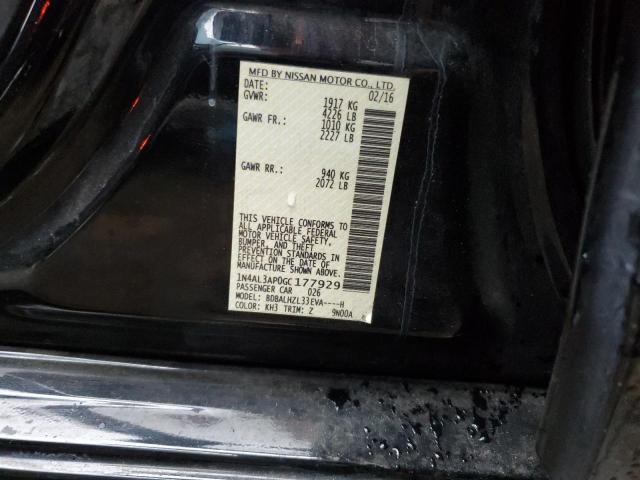 MFD BY NISSAN MOTOR CO., LTD.
DATE: 02/16
GVWR: 1917 KG
4226 LB
GAWR FR.: 1010 KG
2227 LB
GAWR RR.: 940 KG
2072 LB
THIS VEHICLE CONFORMS TO
ALL APPLICABLE FEDERAL
MOTOR VEHICLE SAFETY,
BUMPER, AND THEFT
PREVENTION STANDARDS IN
EFFECT ON THE DATE OF
MANUFACTURE SHOWN ABOVE.
1N4AL3AP0GC177929
PASSENGER CAR 026
MODEL: BDBALHZL33EVA----H
COLOR: KH3 TRIM: Z 9N00A